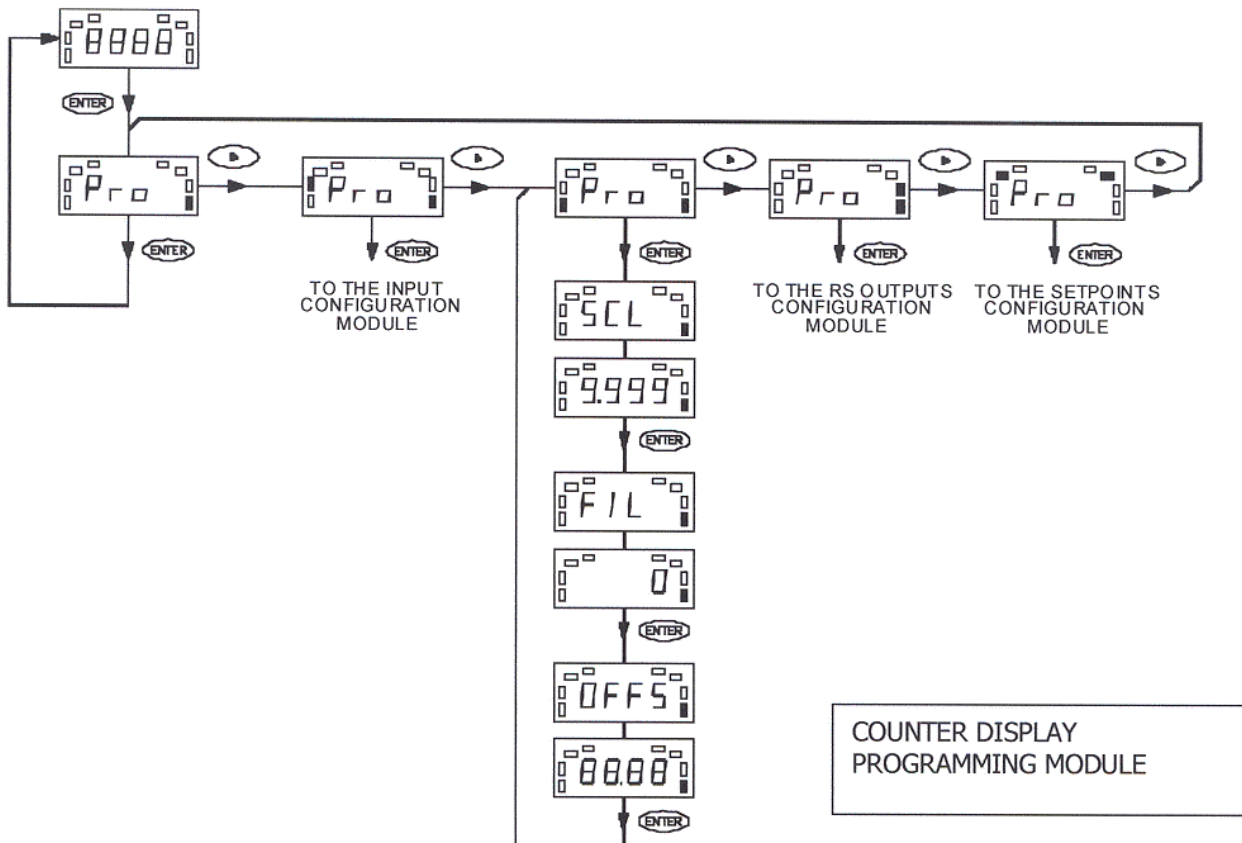 8888
ENTER
Pro
Pro
Pro
Pro
Pro
ENTER
ENTER
ENTER
ENTER
ENTER
TO THE INPUT
CONFIGURATION
MODULE
TO THE RS OUTPUTS
CONFIGURATION
MODULE
TO THE SETPOINTS
CONFIGURATION
MODULE
SCL
9.999
ENTER
FIL
0
ENTER
OFFS
88.88
ENTER
COUNTER DISPLAY
PROGRAMMING MODULE